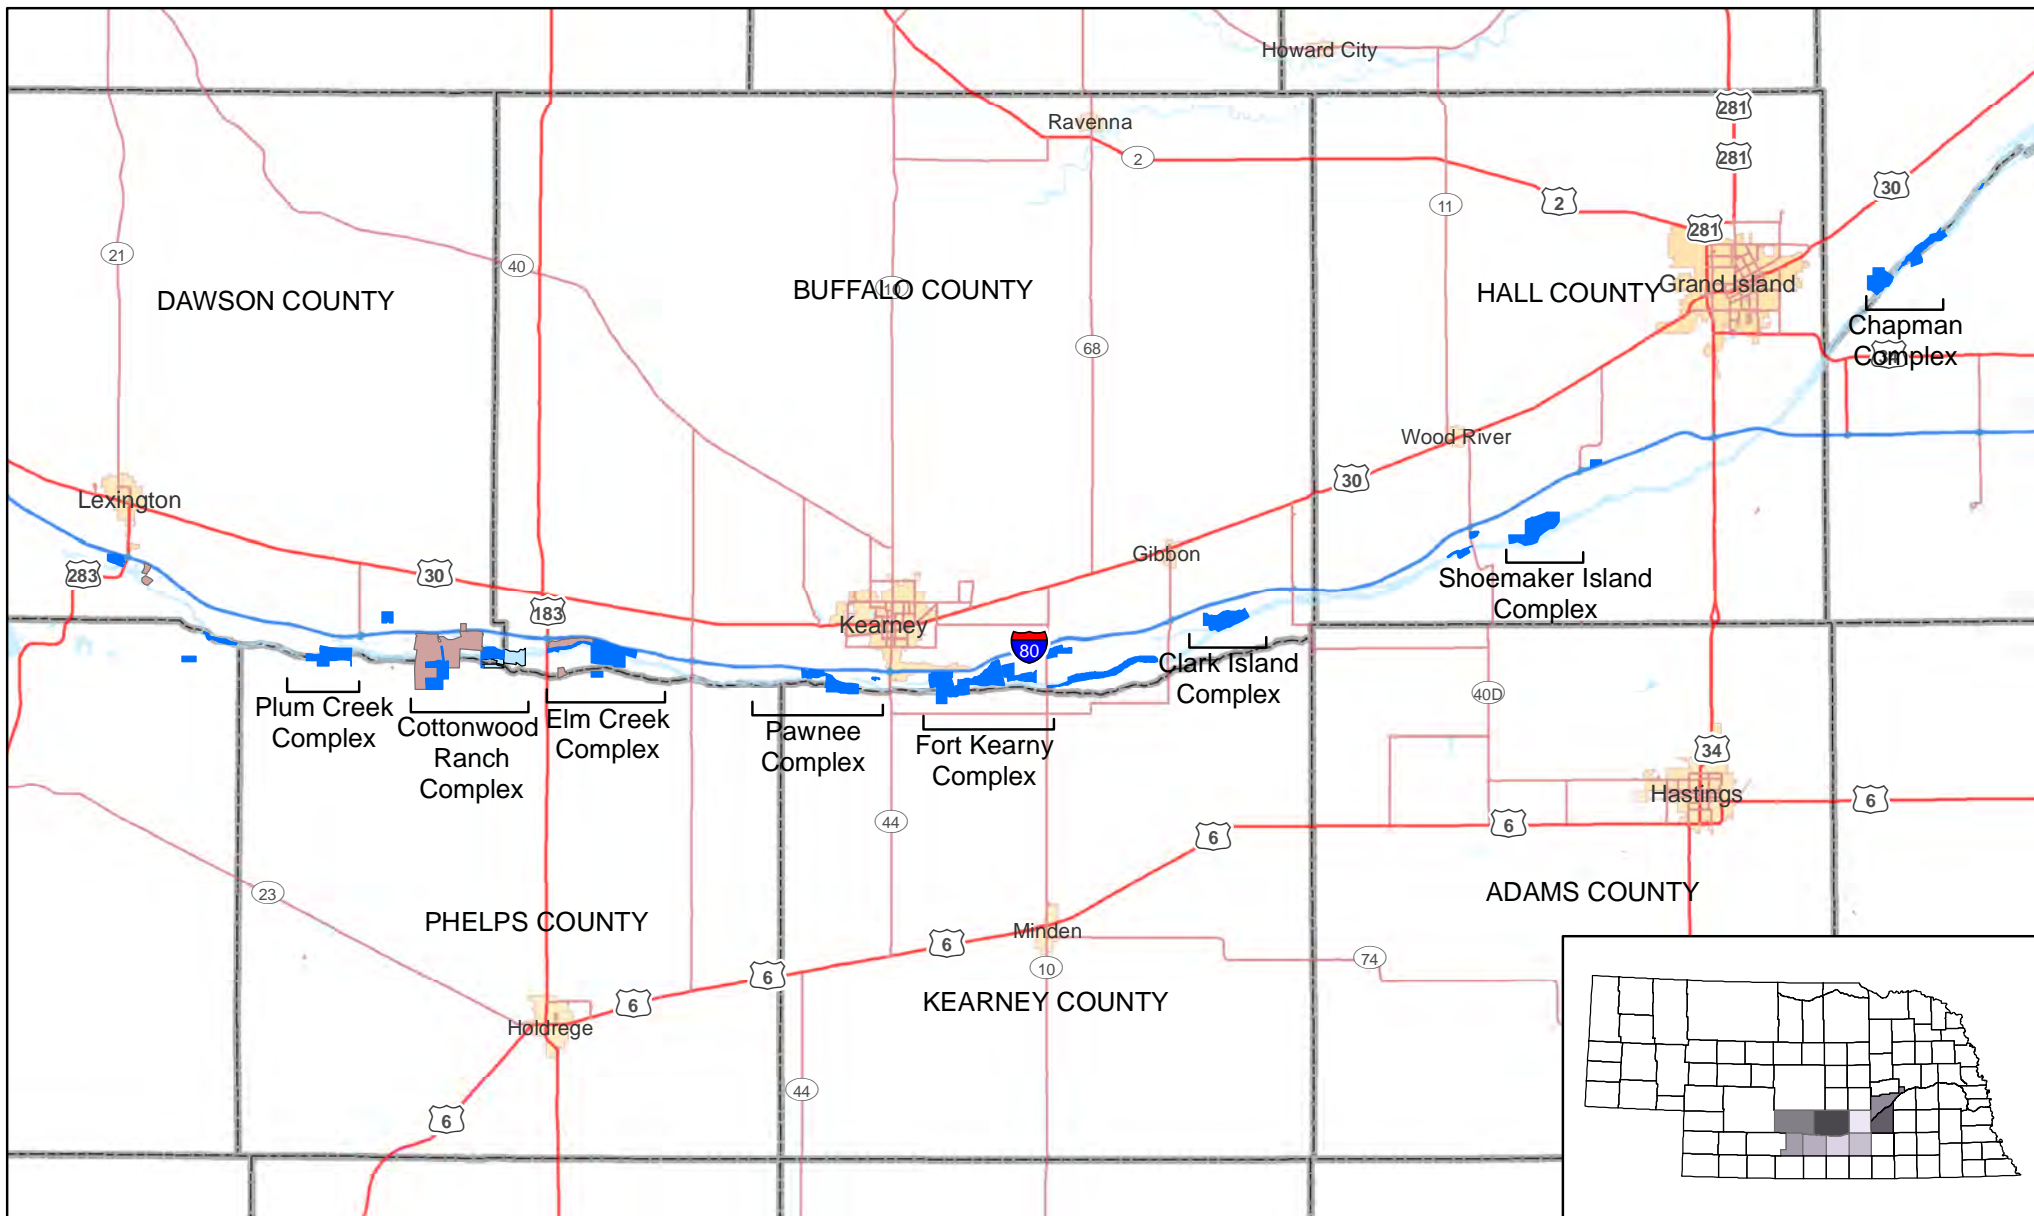 Howard City
281
Ravenna
2
281
30
2
11
281
21
40
BUFFALO COUNTY
10
Grand Island
HALL COUNTY
DAWSON COUNTY
Chapman
Complex
34
68
Wood River
30
Lexington
Gibbon
283
30
183
Shoemaker Island
Complex
Kearney
80
Clark Island
Complex
40D
Plum Creek
Complex
Cottonwood
Ranch
Complex
Elm Creek
Complex
Pawnee
Complex
Fort Kearny
Complex
34
Hastings
6
44
6
6
23
ADAMS COUNTY
PHELPS COUNTY
Minden
6
74
10
6
6
KEARNEY COUNTY
Holdrege
44
6